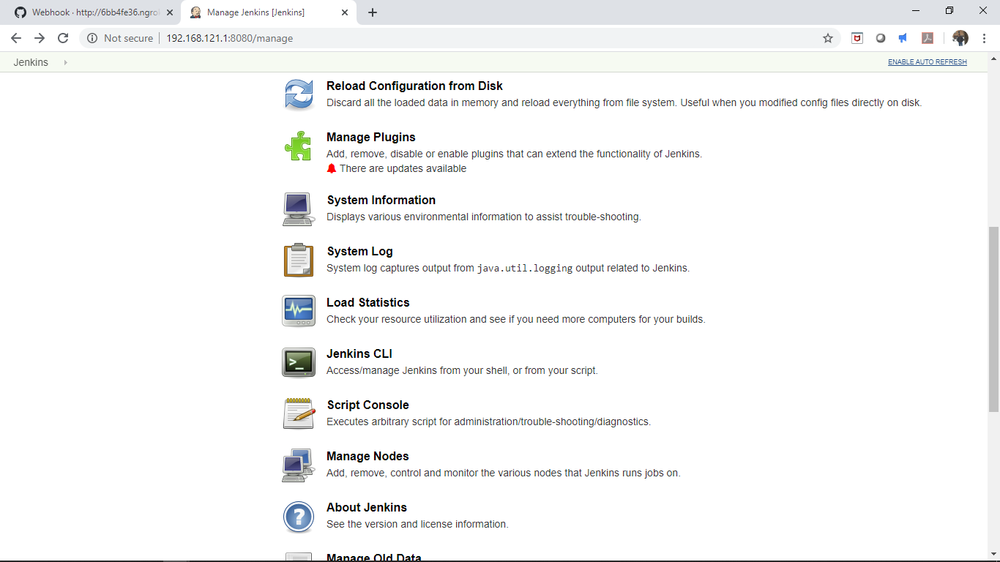 Webhook · http://6bb4fe36.ngro
Manage Jenkins [Jenkins]
Not secure
192.168.121.1:8080/manage
Jenkins
ENABLE AUTO REFRESH
Reload Configuration from Disk
Discard all the loaded data in memory and reload everything from file system. Useful when you modified config files directly on disk.
Manage Plugins
Add, remove, disable or enable plugins that can extend the functionality of Jenkins.
There are updates available
System Information
Displays various environmental information to assist trouble-shooting.
System Log
System log captures output from java.util.logging output related to Jenkins.
Load Statistics
Check your resource utilization and see if you need more computers for your builds.
Jenkins CLI
Access/manage Jenkins from your shell, or from your script.
Script Console
Executes arbitrary script for administration/trouble-shooting/diagnostics.
Manage Nodes
Add, remove, control and monitor the various nodes that Jenkins runs jobs on.
About Jenkins
See the version and license information.
Manage Old Data